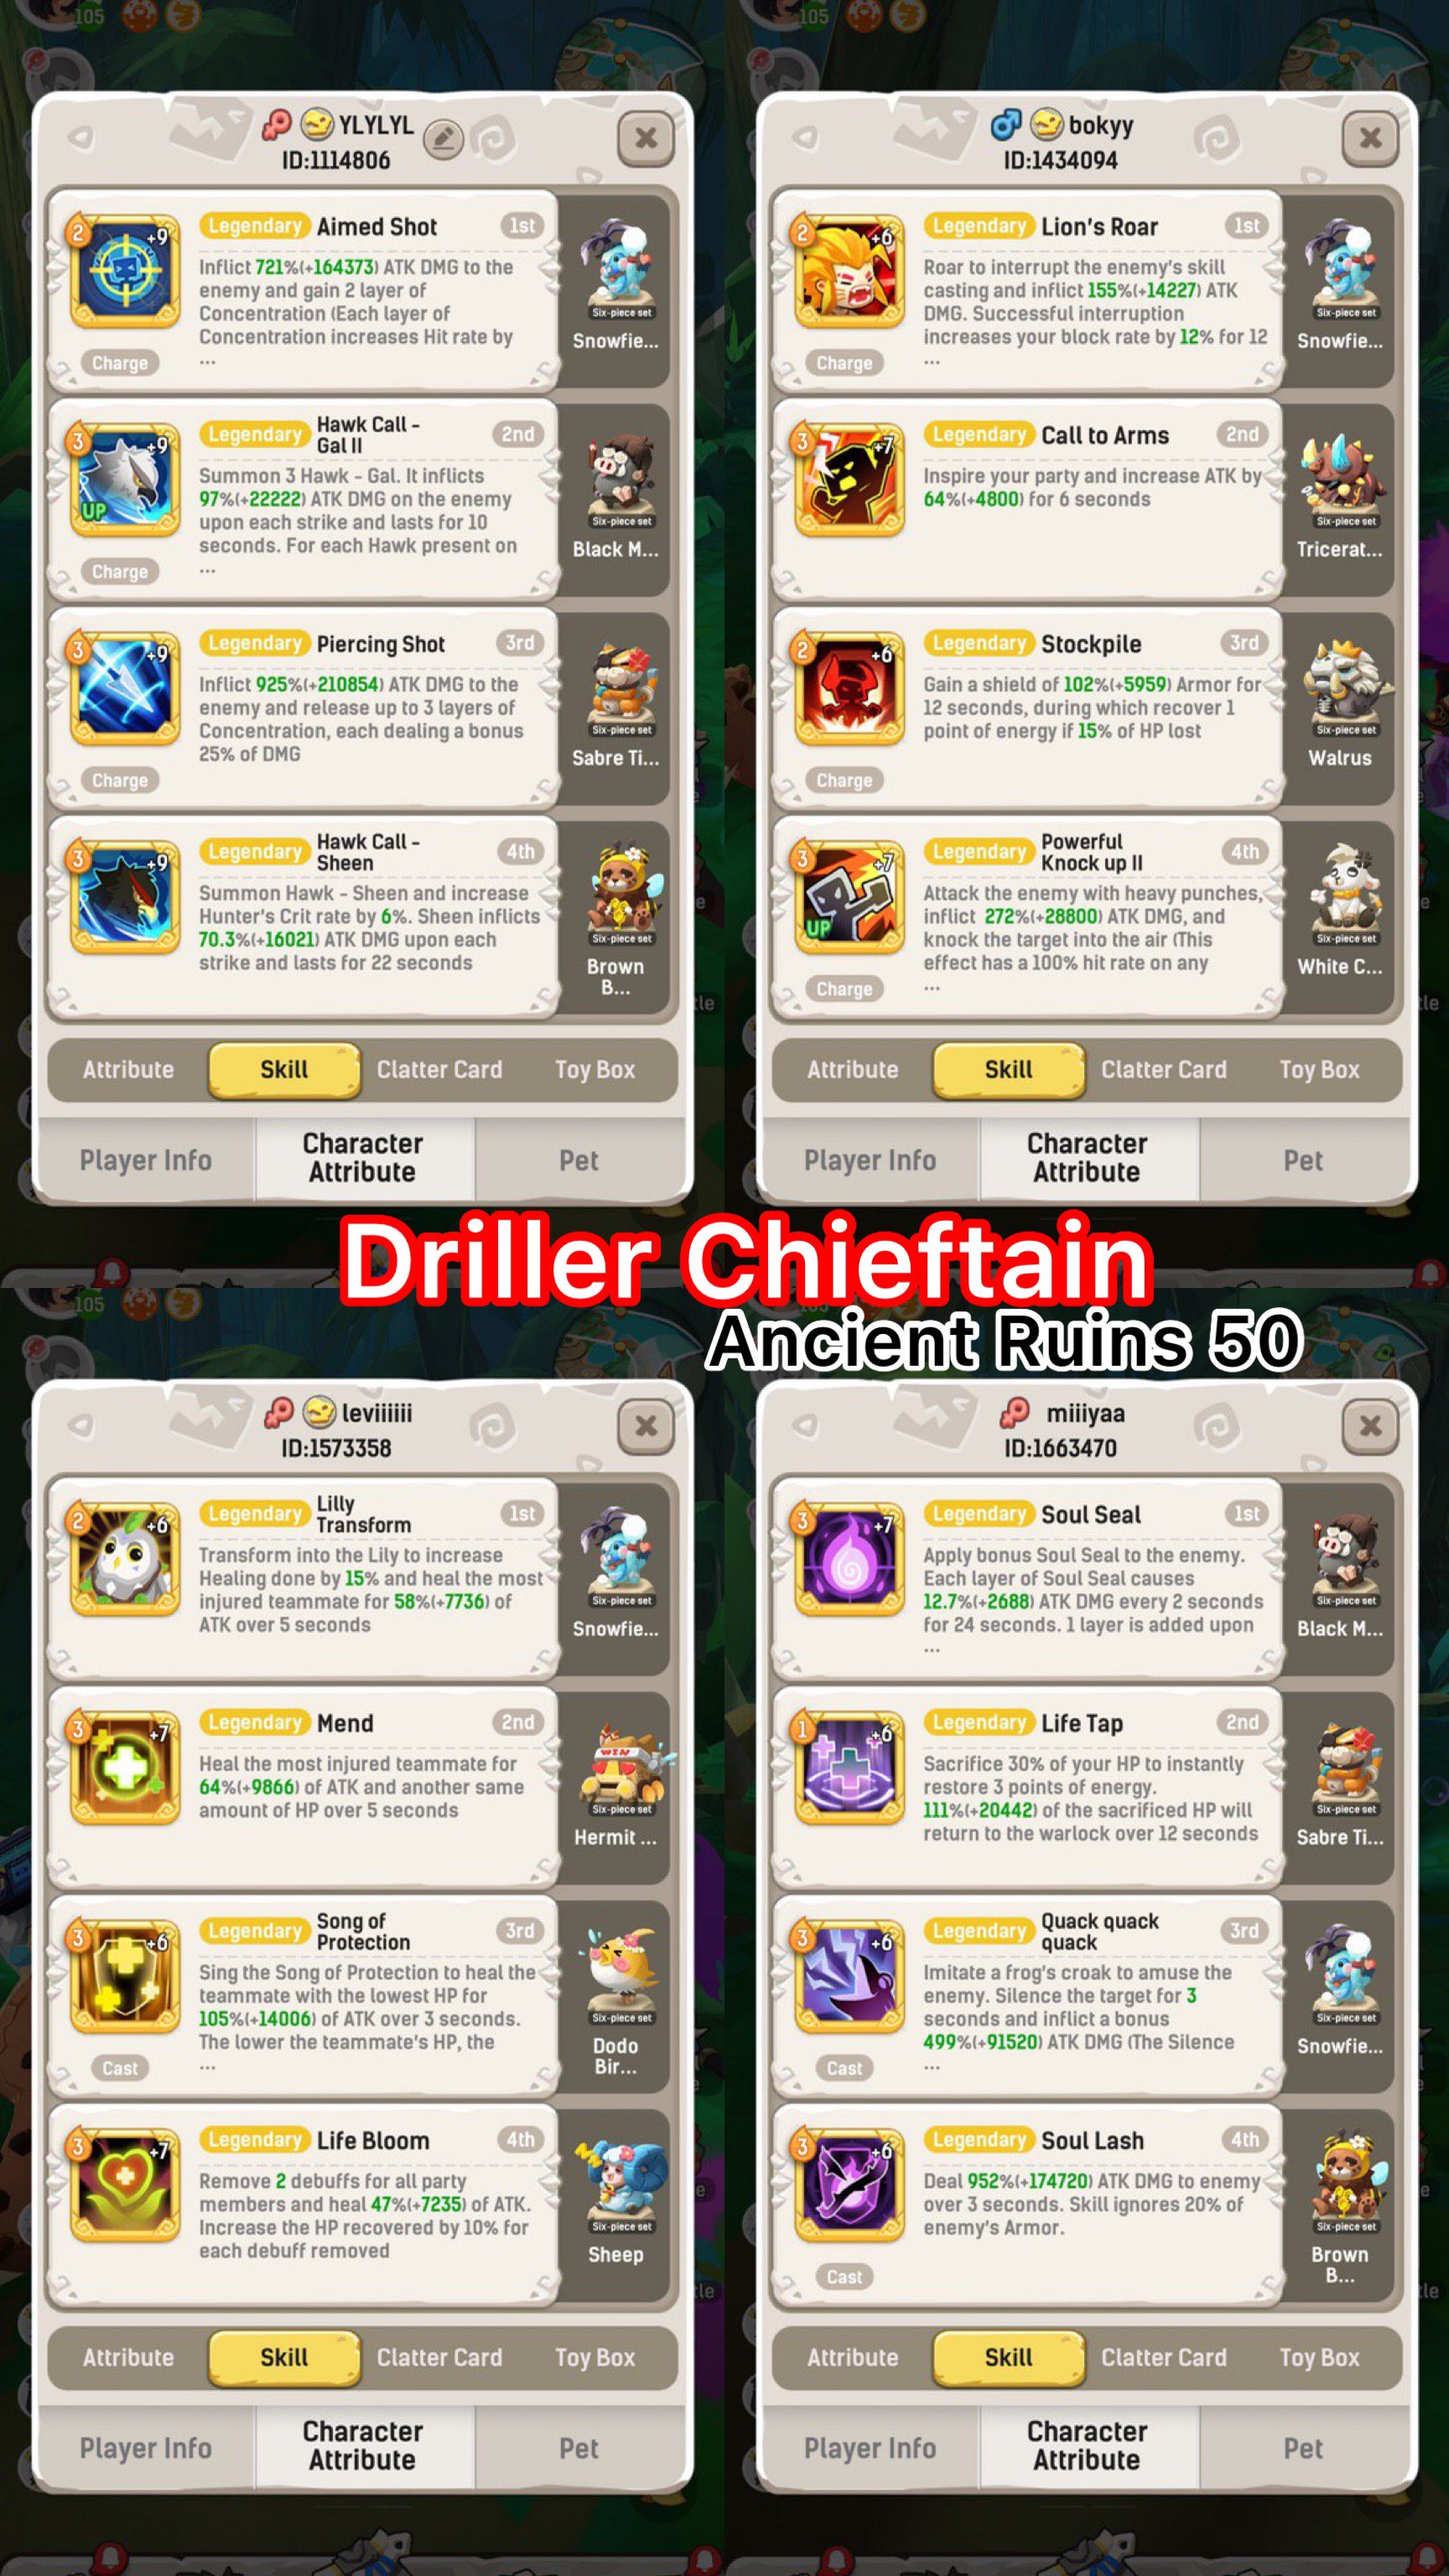 105
YLYLYL
ID:1114806
2
+9
Legendary Aimed Shot 1st
Inflict 721%(+164373) ATK DMG to the
enemy and gain 2 layer of
Concentration (Each layer of
Concentration increases Hit rate by
...
Charge
Six-piece set
Snowfie...
3
+9
UP
Legendary Hawk Call -
Gal II
2nd
Summon 3 Hawk - Gal. It inflicts
97%(+22222) ATK DMG on the enemy
upon each strike and lasts for 10
seconds. For each Hawk present on
...
Charge
Six-piece set
Black M...
3
+9
Legendary Piercing Shot 3rd
Inflict 925%(+210854) ATK DMG to the
enemy and release up to 3 layers of
Concentration, each dealing a bonus
25% of DMG
Charge
Six-piece set
Sabre Ti...
3
+9
Legendary Hawk Call -
Sheen
4th
Summon Hawk - Sheen and increase
Hunter's Crit rate by 6%. Sheen inflicts
70.3%(+16021) ATK DMG upon each
strike and lasts for 22 seconds
Six-piece set
Brown
B...
Attribute Skill Clatter Card Toy Box
Player Info Character
Attribute Pet
105
bokyy
ID:1434094
2
+6
Legendary Lion's Roar 1st
Roar to interrupt the enemy's skill
casting and inflict 155%(+14227) ATK
DMG. Successful interruption
increases your block rate by 12% for 12
...
Charge
Six-piece set
Snowfie...
3
+7
Legendary Call to Arms 2nd
Inspire your party and increase ATK by
64%(+4800) for 6 seconds
Six-piece set
Tricerat...
2
+6
Legendary Stockpile 3rd
Gain a shield of 102%(+5959) Armor for
12 seconds, during which recover 1
point of energy if 15% of HP lost
Charge
Six-piece set
Walrus
3
+7
UP
Legendary Powerful
Knock up II
4th
Attack the enemy with heavy punches,
inflict 272%(+28800) ATK DMG, and
knock the target into the air (This
effect has a 100% hit rate on any
...
Charge
Six-piece set
White C...
Attribute Skill Clatter Card Toy Box
Player Info Character
Attribute Pet
Driller Chieftain
Ancient Ruins 50
105
leviiiiii
ID:1573358
2
+6
Legendary Lilly
Transform
1st
Transform into the Lily to increase
Healing done by 15% and heal the most
injured teammate for 58%(+7736) of
ATK over 5 seconds
Six-piece set
Snowfie...
3
+7
Legendary Mend 2nd
Heal the most injured teammate for
64%(+9866) of ATK and another same
amount of HP over 5 seconds
WIN
Six-piece set
Hermit ...
3
+6
Legendary Song of
Protection
3rd
Sing the Song of Protection to heal the
teammate with the lowest HP for
105%(+14006) of ATK over 3 seconds.
The lower the teammate's HP, the
...
Cast
Six-piece set
Dodo
Bir...
3
+7
Legendary Life Bloom 4th
Remove 2 debuffs for all party
members and heal 47%(+7235) of ATK.
Increase the HP recovered by 10% for
each debuff removed
Six-piece set
Sheep
Attribute Skill Clatter Card Toy Box
Player Info Character
Attribute Pet
miiiyaa
ID:1663470
3
+7
Legendary Soul Seal 1st
Apply bonus Soul Seal to the enemy.
Each layer of Soul Seal causes
12.7%(+2688) ATK DMG every 2 seconds
for 24 seconds. 1 layer is added upon
...
Six-piece set
Black M...
1
+6
Legendary Life Tap 2nd
Sacrifice 30% of your HP to instantly
restore 3 points of energy.
111%(+20442) of the sacrificed HP will
return to the warlock over 12 seconds
Six-piece set
Sabre Ti...
3
+6
Legendary Quack quack
quack
3rd
Imitate a frog's croak to amuse the
enemy. Silence the target for 3
seconds and inflict a bonus
499%(+91520) ATK DMG (The Silence
...
Cast
Six-piece set
Snowfie...
3
+6
Legendary Soul Lash 4th
Deal 952%(+174720) ATK DMG to enemy
over 3 seconds. Skill ignores 20% of
enemy's Armor.
Cast
Six-piece set
Brown
B...
Attribute Skill Clatter Card Toy Box
Player Info Character
Attribute Pet